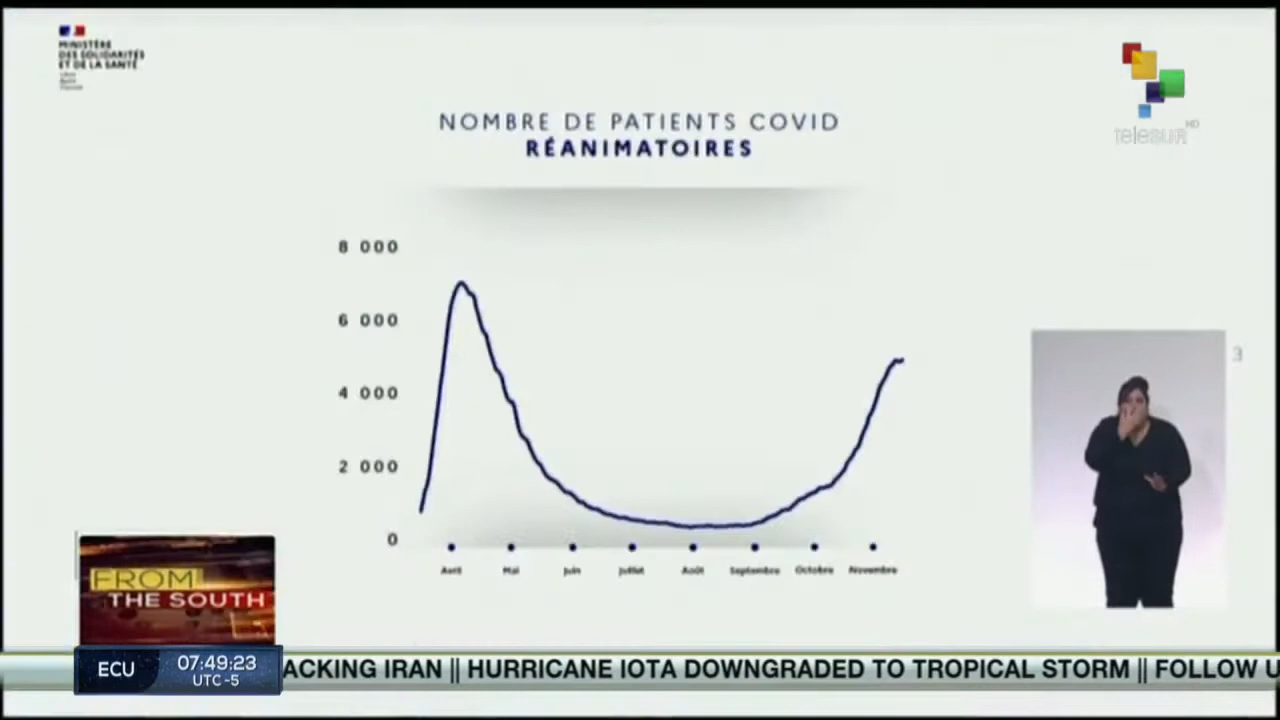 MINISTÈRE
DES SOLIDARITÉS
ET DE LA SANTÉ
telesur HD
NOMBRE DE PATIENTS COVID
RÉANIMATOIRES
8 000
6 000
4 000
2 000
0
Avril Mai Juin Juillet Août Septembre Octobre Novembre
3
FROM
THE SOUTH
ECU 07:49:23
UTC -5
ACKING IRAN || HURRICANE IOTA DOWNGRADED TO TROPICAL STORM || FOLLOW U